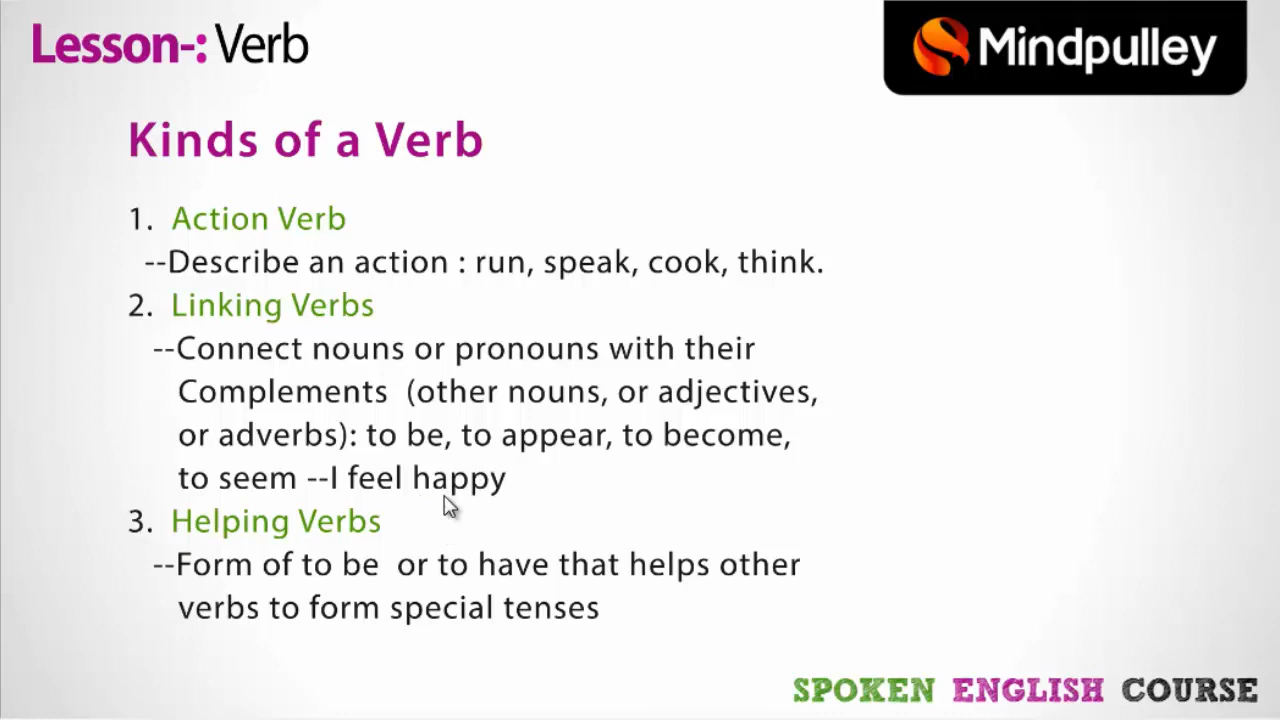 Lesson-: Verb
Mindpulley
Kinds of a Verb
1. Action Verb
--Describe an action : run, speak, cook, think.
2. Linking Verbs
--Connect nouns or pronouns with their
Complements (other nouns, or adjectives,
or adverbs): to be, to appear, to become,
to seem --I feel happy
3. Helping Verbs
--Form of to be or to have that helps other
verbs to form special tenses
SPOKEN ENGLISH COURSE